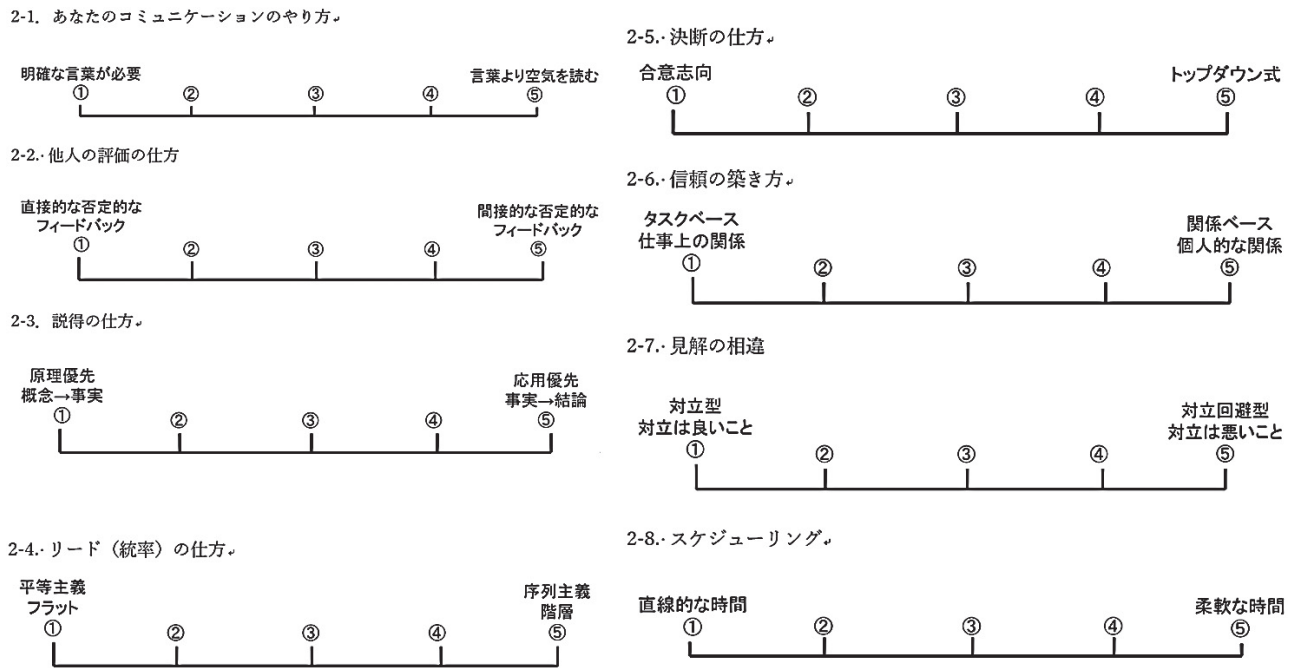 2-1. あなたのコミュニケーションのやり方↲
明確な言葉が必要 言葉より空気を読む
① ② ③ ④ ⑤
2-2.·他人の評価の仕方
直接的な否定的な 間接的な否定的な
フィードバック フィードバック
① ② ③ ④ ⑤
2-3. 説得の仕方↲
原理優先 応用優先
概念→事実 事実→結論
① ② ③ ④ ⑤
2-4.·リード（統率）の仕方↲
平等主義 序列主義
フラット 階層
① ② ③ ④ ⑤
2-5.·決断の仕方↲
合意志向 トップダウン式
① ② ③ ④ ⑤
2-6.·信頼の築き方↲
タスクベース 関係ベース
仕事上の関係 個人的な関係
① ② ③ ④ ⑤
2-7.·見解の相違
対立型 対立回避型
対立は良いこと 対立は悪いこと
① ② ③ ④ ⑤
2-8.·スケジューリング↲
直線的な時間 柔軟な時間
① ② ③ ④ ⑤